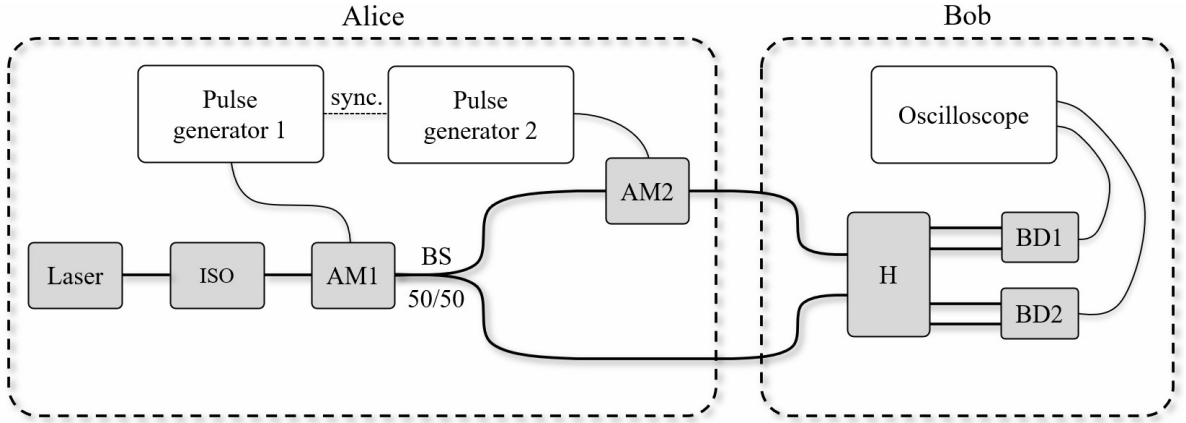 Alice
Bob
Pulse
generator 1
sync.
Pulse
generator 2
Oscilloscope
AM2
Laser
ISO
AM1
BS
50/50
H
BD1
BD2